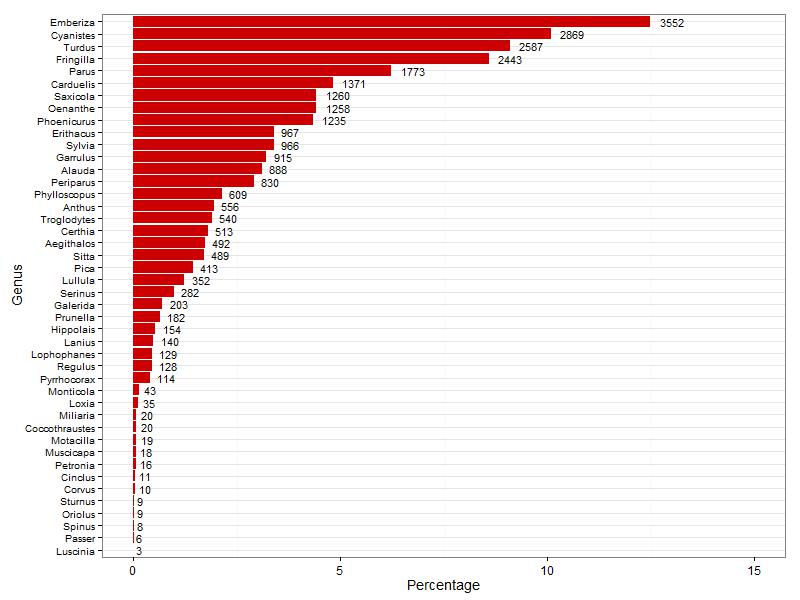 Emberiza 3552
Cyanistes 2869
Turdus 2587
Fringilla 2443
Parus 1773
Carduelis 1371
Saxicola 1260
Oenanthe 1258
Phoenicurus 1235
Erithacus 967
Sylvia 966
Garrulus 915
Alauda 888
Periparus 830
Phylloscopus 609
Anthus 556
Troglodytes 540
Certhia 513
Aegithalos 492
Sitta 489
Pica 413
Lullula 352
Serinus 282
Galerida 203
Prunella 182
Hippolais 154
Lanius 140
Lophophanes 129
Regulus 128
Pyrrhocorax 114
Monticola 43
Loxia 35
Miliaria 20
Coccothraustes 20
Motacilla 19
Muscicapa 18
Petronia 16
Cinclus 11
Corvus 10
Sturnus 9
Oriolus 9
Spinus 8
Passer 6
Luscinia 3
Genus
0 5 10 15
Percentage